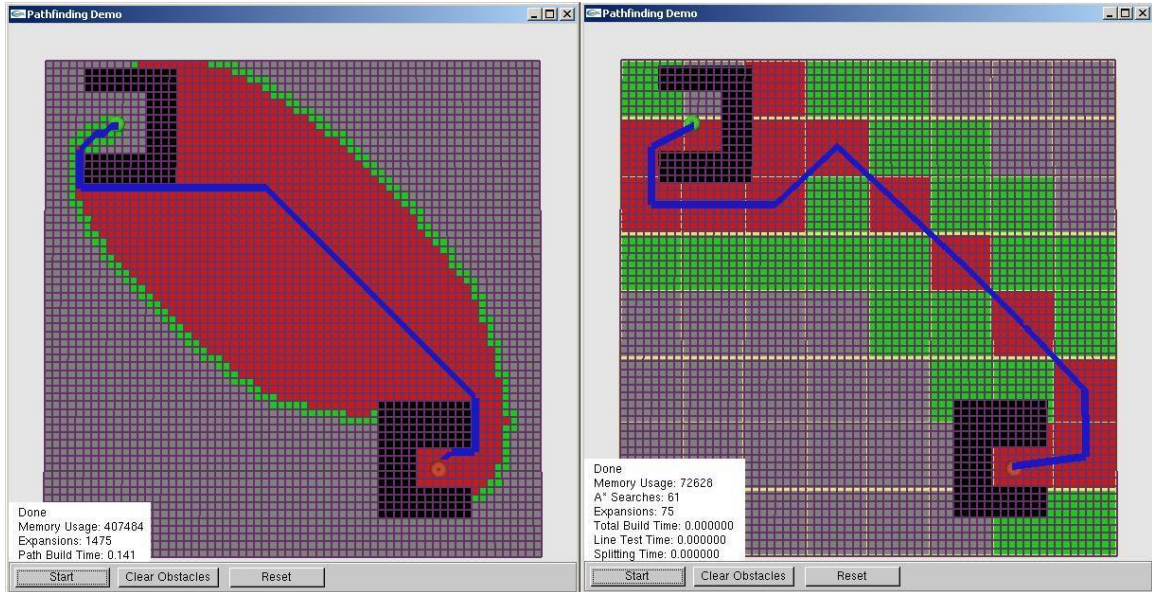 Pathfinding Demo
Done
Memory Usage: 407484
Expansions: 1475
Path Build Time: 0.141
Start
Clear Obstacles
Reset
Pathfinding Demo
Done
Memory Usage: 72628
A* Searches: 61
Expansions: 75
Total Build Time: 0.000000
Line Test Time: 0.000000
Splitting Time: 0.000000
Start
Clear Obstacles
Reset